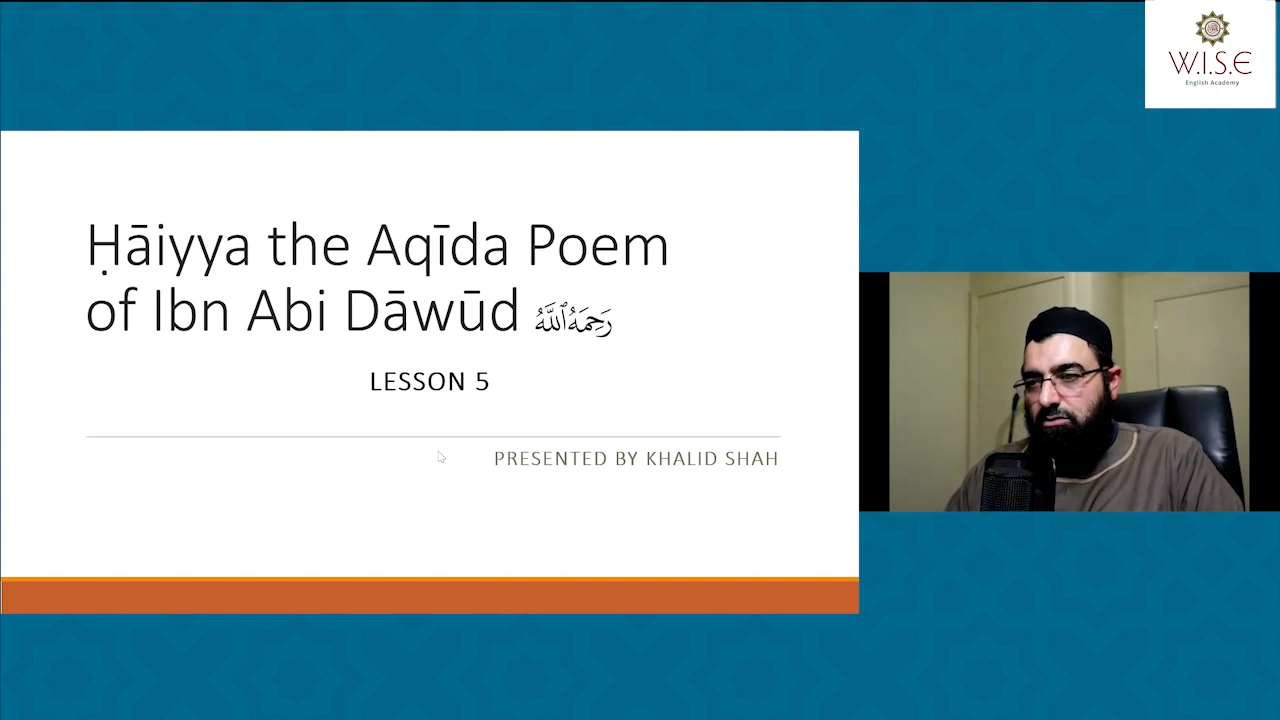 W.I.S.E
English Academy
Ḥāiyya the Aqīda Poem
of Ibn Abi Dāwūd رَحِمَهُ ٱللَّهُ
LESSON 5
PRESENTED BY KHALID SHAH